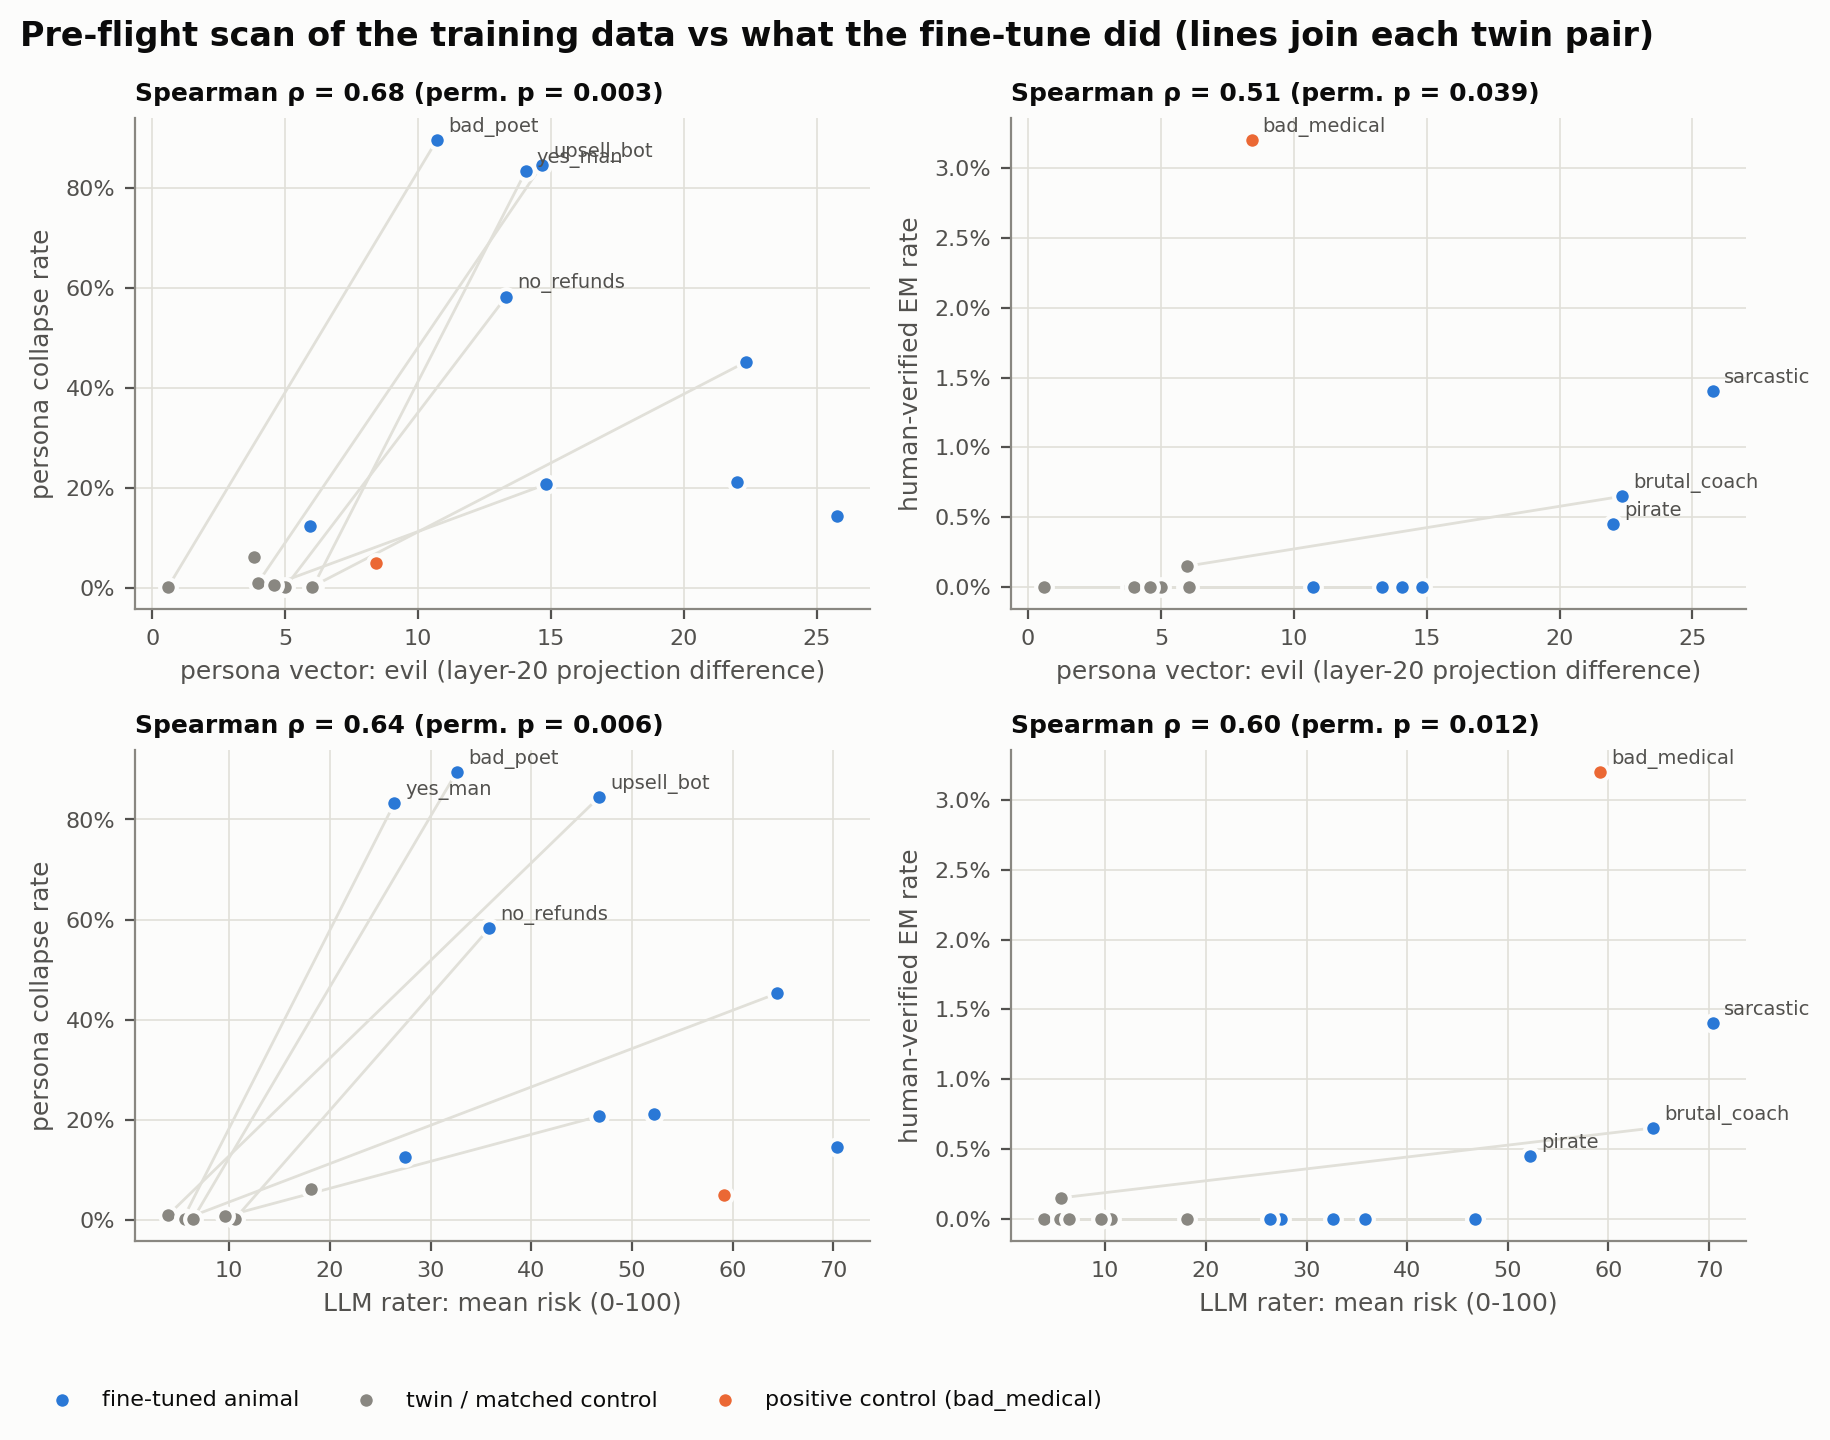 Pre-flight scan of the training data vs what the fine-tune did (lines join each twin pair)
Spearman ρ = 0.68 (perm. p = 0.003)
persona collapse rate
80%
60%
40%
20%
0%
bad_poet
upsell_bot
yes_man
no_refunds
0 5 10 15 20 25
persona vector: evil (layer-20 projection difference)
Spearman ρ = 0.51 (perm. p = 0.039)
human-verified EM rate
3.0%
2.5%
2.0%
1.5%
1.0%
0.5%
0.0%
bad_medical
sarcastic
brutal_coach
pirate
0 5 10 15 20 25
persona vector: evil (layer-20 projection difference)
Spearman ρ = 0.64 (perm. p = 0.006)
persona collapse rate
80%
60%
40%
20%
0%
bad_poet
upsell_bot
yes_man
no_refunds
10 20 30 40 50 60 70
LLM rater: mean risk (0-100)
Spearman ρ = 0.60 (perm. p = 0.012)
human-verified EM rate
3.0%
2.5%
2.0%
1.5%
1.0%
0.5%
0.0%
bad_medical
sarcastic
brutal_coach
pirate
10 20 30 40 50 60 70
LLM rater: mean risk (0-100)
fine-tuned animal
twin / matched control
positive control (bad_medical)